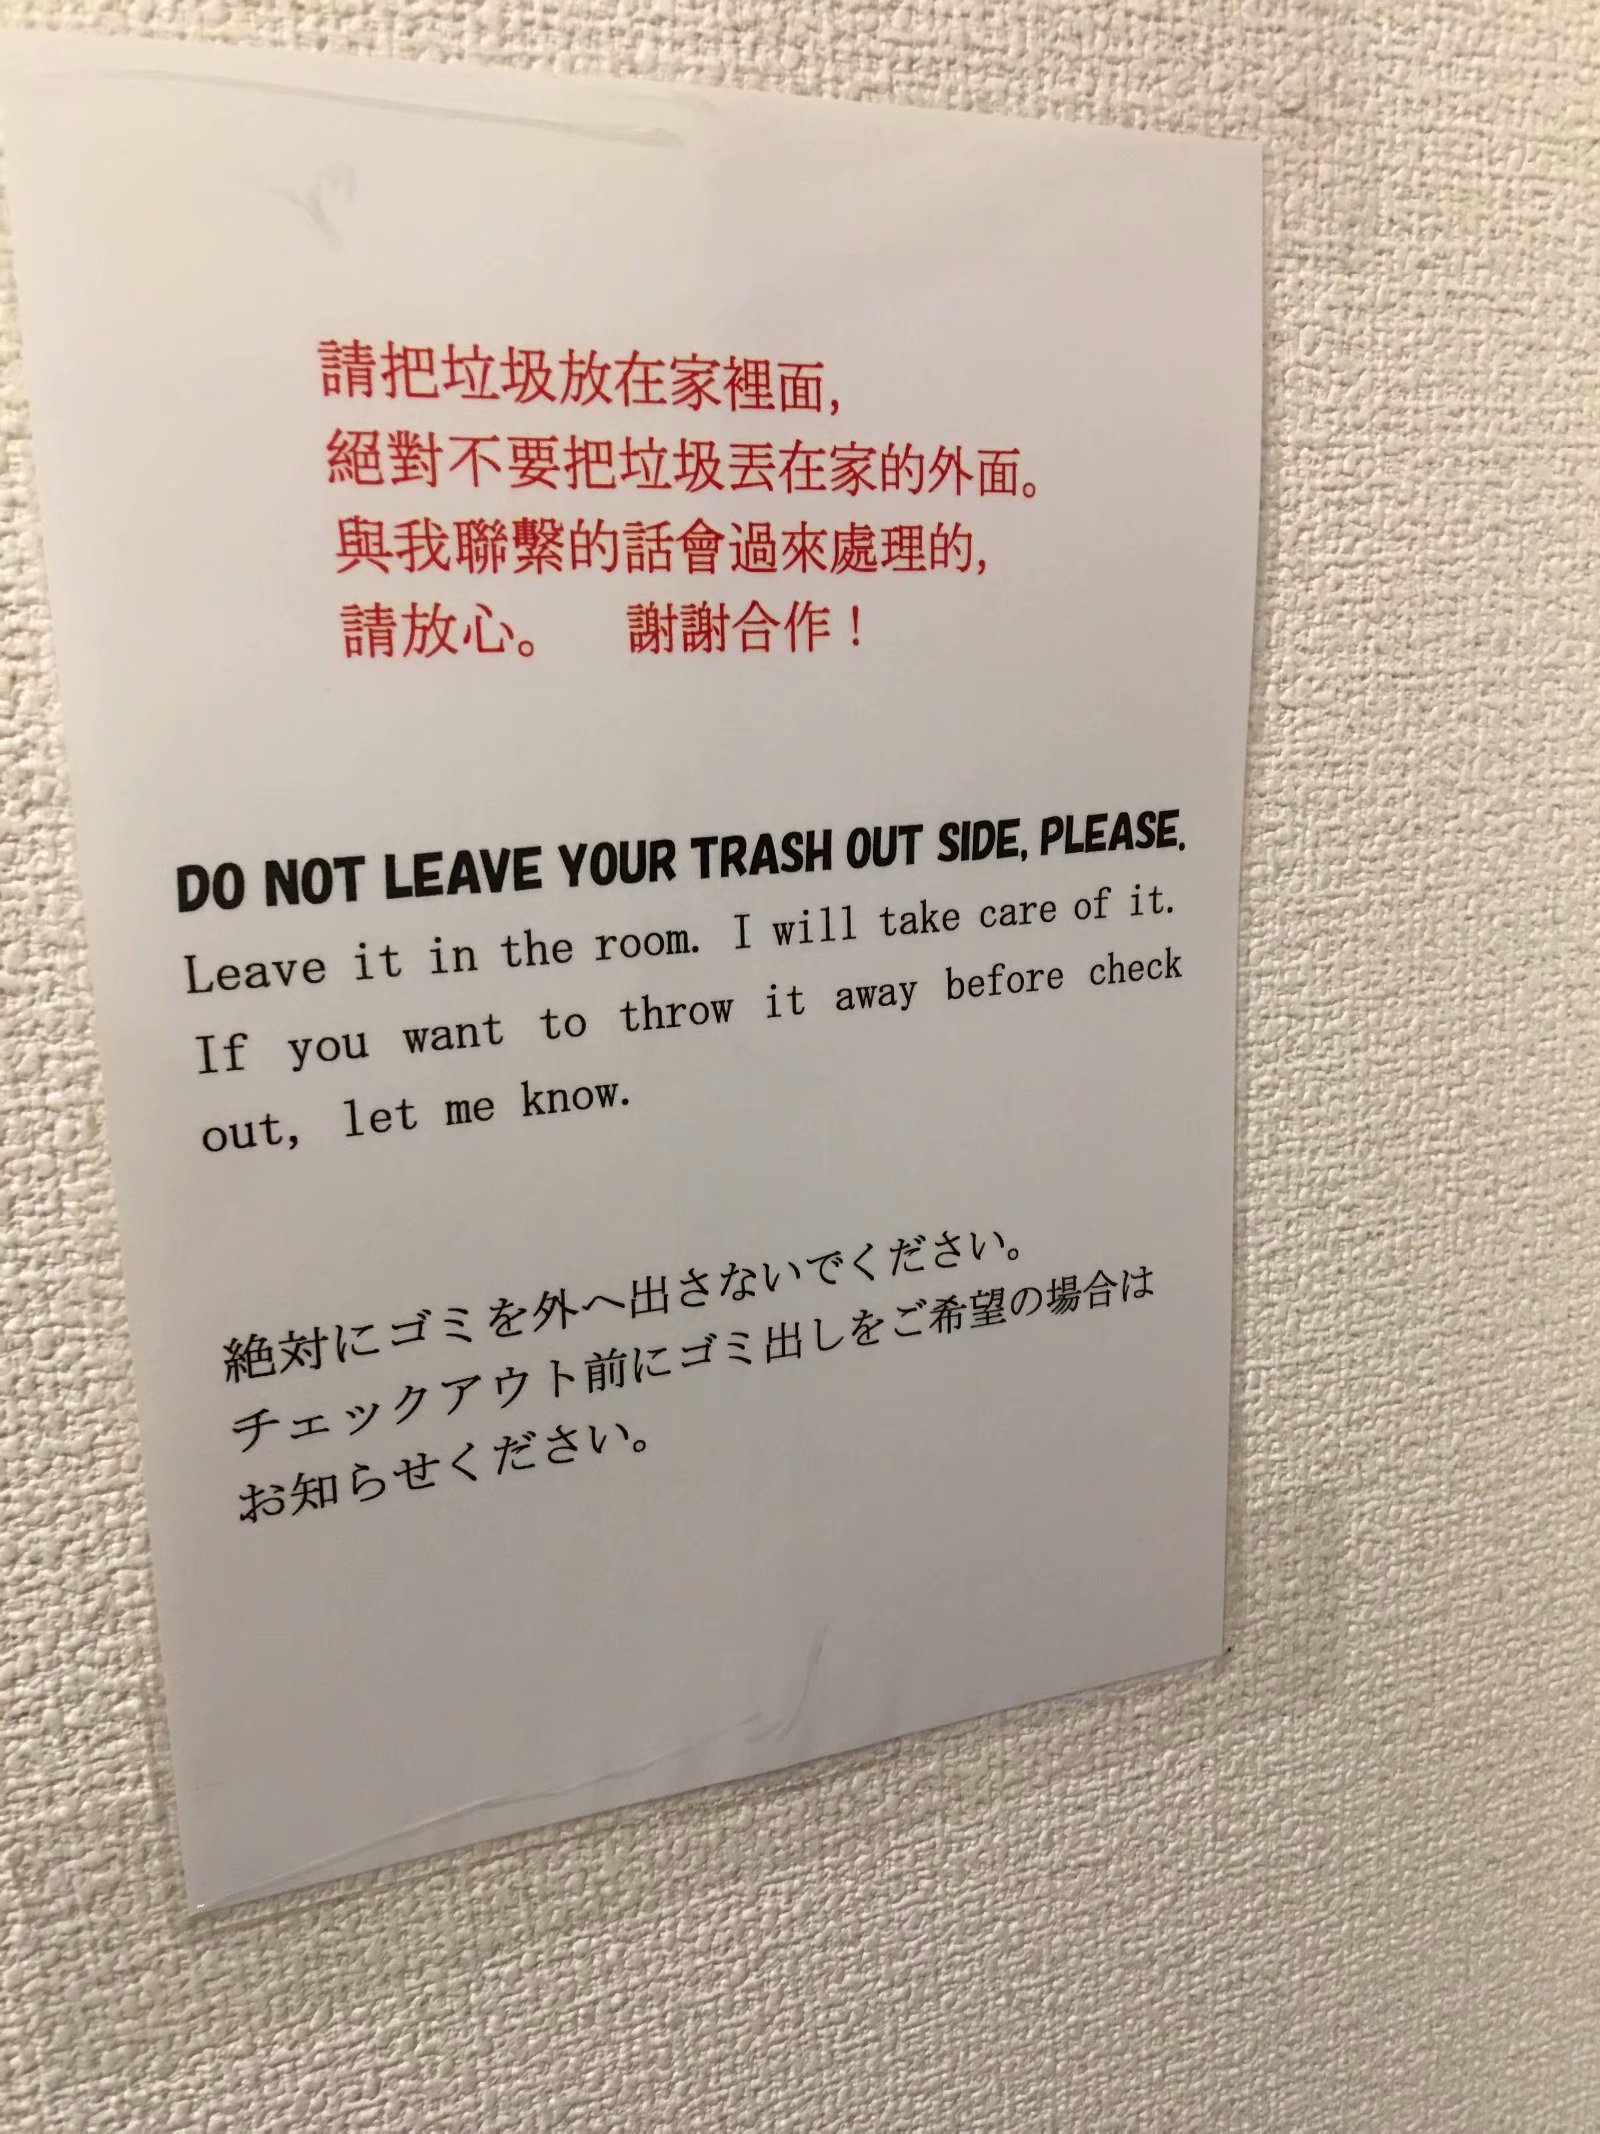 請把垃圾放在家裡面,
絕對不要把垃圾丟在家的外面。
與我聯繫的話會過來處理的,
請放心。　謝謝合作！
DO NOT LEAVE YOUR TRASH OUT SIDE, PLEASE.
Leave it in the room. I will take care of it.
If you want to throw it away before check
out, let me know.
絶対にゴミを外へ出さないでください。
チェックアウト前にゴミ出しをご希望の場合は
お知らせください。